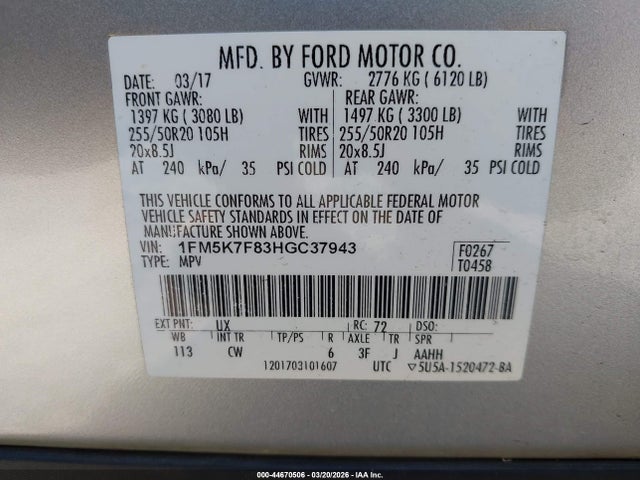 MFD. BY FORD MOTOR CO.
DATE: 03/17 GVWR: 2776 KG ( 6120 LB)
FRONT GAWR: REAR GAWR:
1397 KG ( 3080 LB) WITH 1497 KG ( 3300 LB) WITH
255/50R20 105H TIRES 255/50R20 105H TIRES
20x8.5J RIMS 20x8.5J RIMS
AT 240 kPa/ 35 PSI COLD AT 240 kPa/ 35 PSI COLD
THIS VEHICLE CONFORMS TO ALL APPLICABLE FEDERAL MOTOR
VEHICLE SAFETY STANDARDS IN EFFECT ON THE DATE OF
MANUFACTURE SHOWN ABOVE.
VIN: 1FM5K7F83HGC37943 F0267
TYPE: MPV T0458
EXT PNT: UX RC: 72 DSO:
WB INT TR TP/PS R AXLE TR SPR
113 CW 6 3F J AAHH
1201703101607 UTC ▽5U5A-1520472-BA
000-44670506 - 03/20/2026 - IAA Inc.